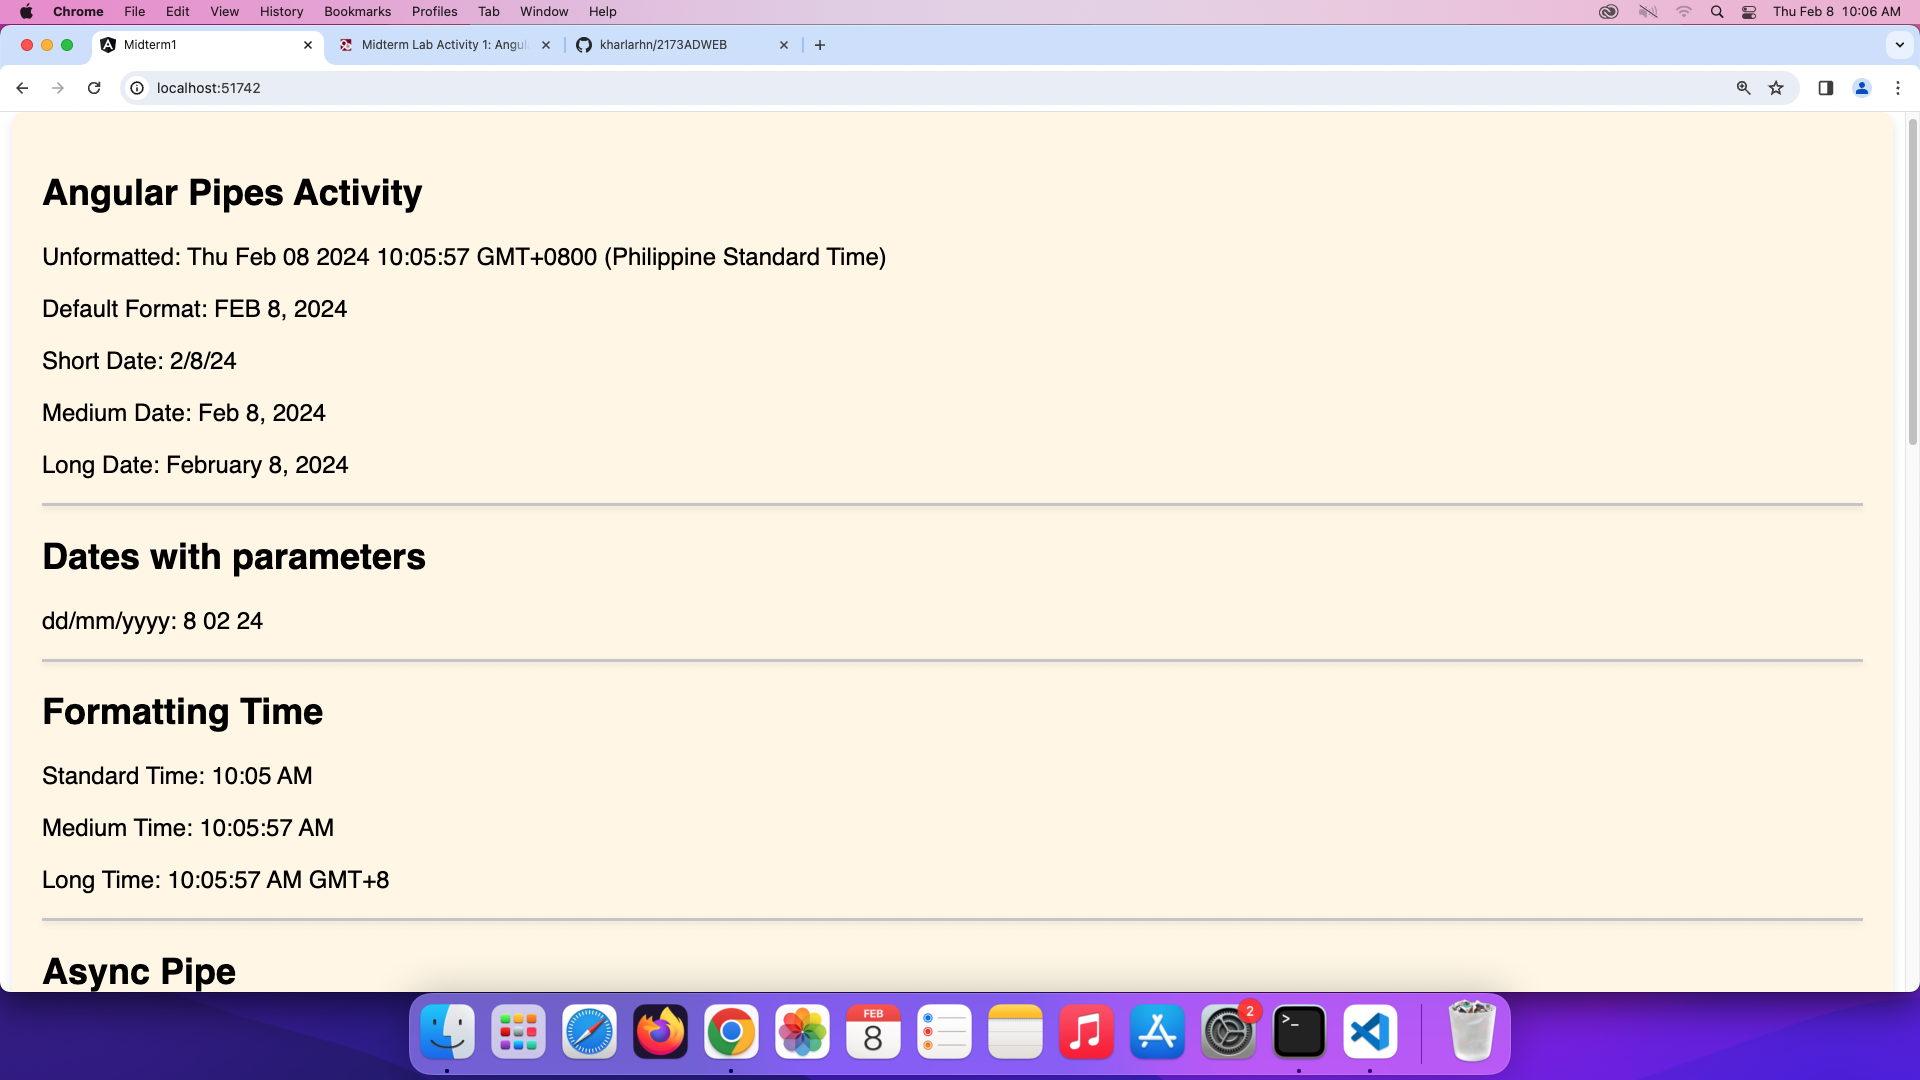 Chrome File Edit View History Bookmarks Profiles Tab Window Help Thu Feb 8 10:06 AM
Midterm1 Midterm Lab Activity 1: Angul kharlarhn/2173ADWEB
localhost:51742
Angular Pipes Activity
Unformatted: Thu Feb 08 2024 10:05:57 GMT+0800 (Philippine Standard Time)
Default Format: FEB 8, 2024
Short Date: 2/8/24
Medium Date: Feb 8, 2024
Long Date: February 8, 2024
Dates with parameters
dd/mm/yyyy: 8 02 24
Formatting Time
Standard Time: 10:05 AM
Medium Time: 10:05:57 AM
Long Time: 10:05:57 AM GMT+8
Async Pipe
FEB
8
2
>_